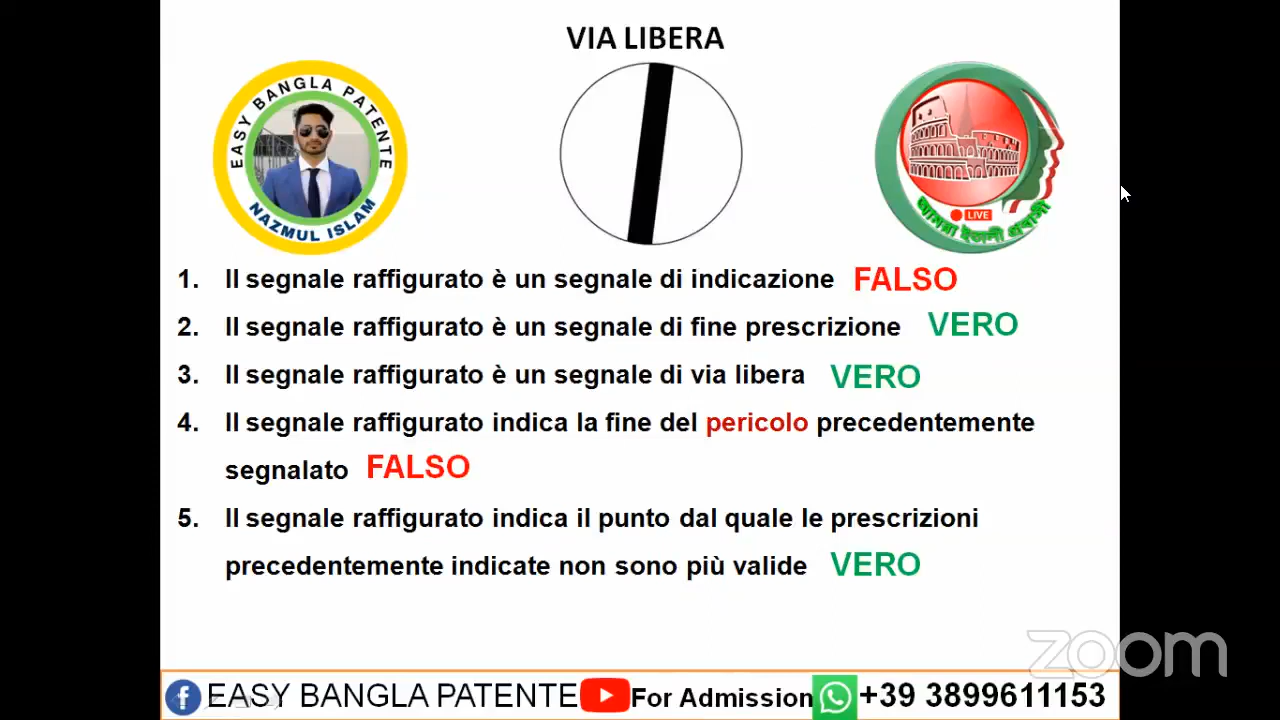 VIA LIBERA
EASY BANGLA PATENTE
NAZMUL ISLAM
LIVE
আমরা ইতালী প্রবাসী
1. Il segnale raffigurato è un segnale di indicazione FALSO
2. Il segnale raffigurato è un segnale di fine prescrizione VERO
3. Il segnale raffigurato è un segnale di via libera VERO
4. Il segnale raffigurato indica la fine del pericolo precedentemente
segnalato FALSO
5. Il segnale raffigurato indica il punto dal quale le prescrizioni
precedentemente indicate non sono più valide VERO
zoom
f EASY BANGLA PATENTE For Admission +39 3899611153